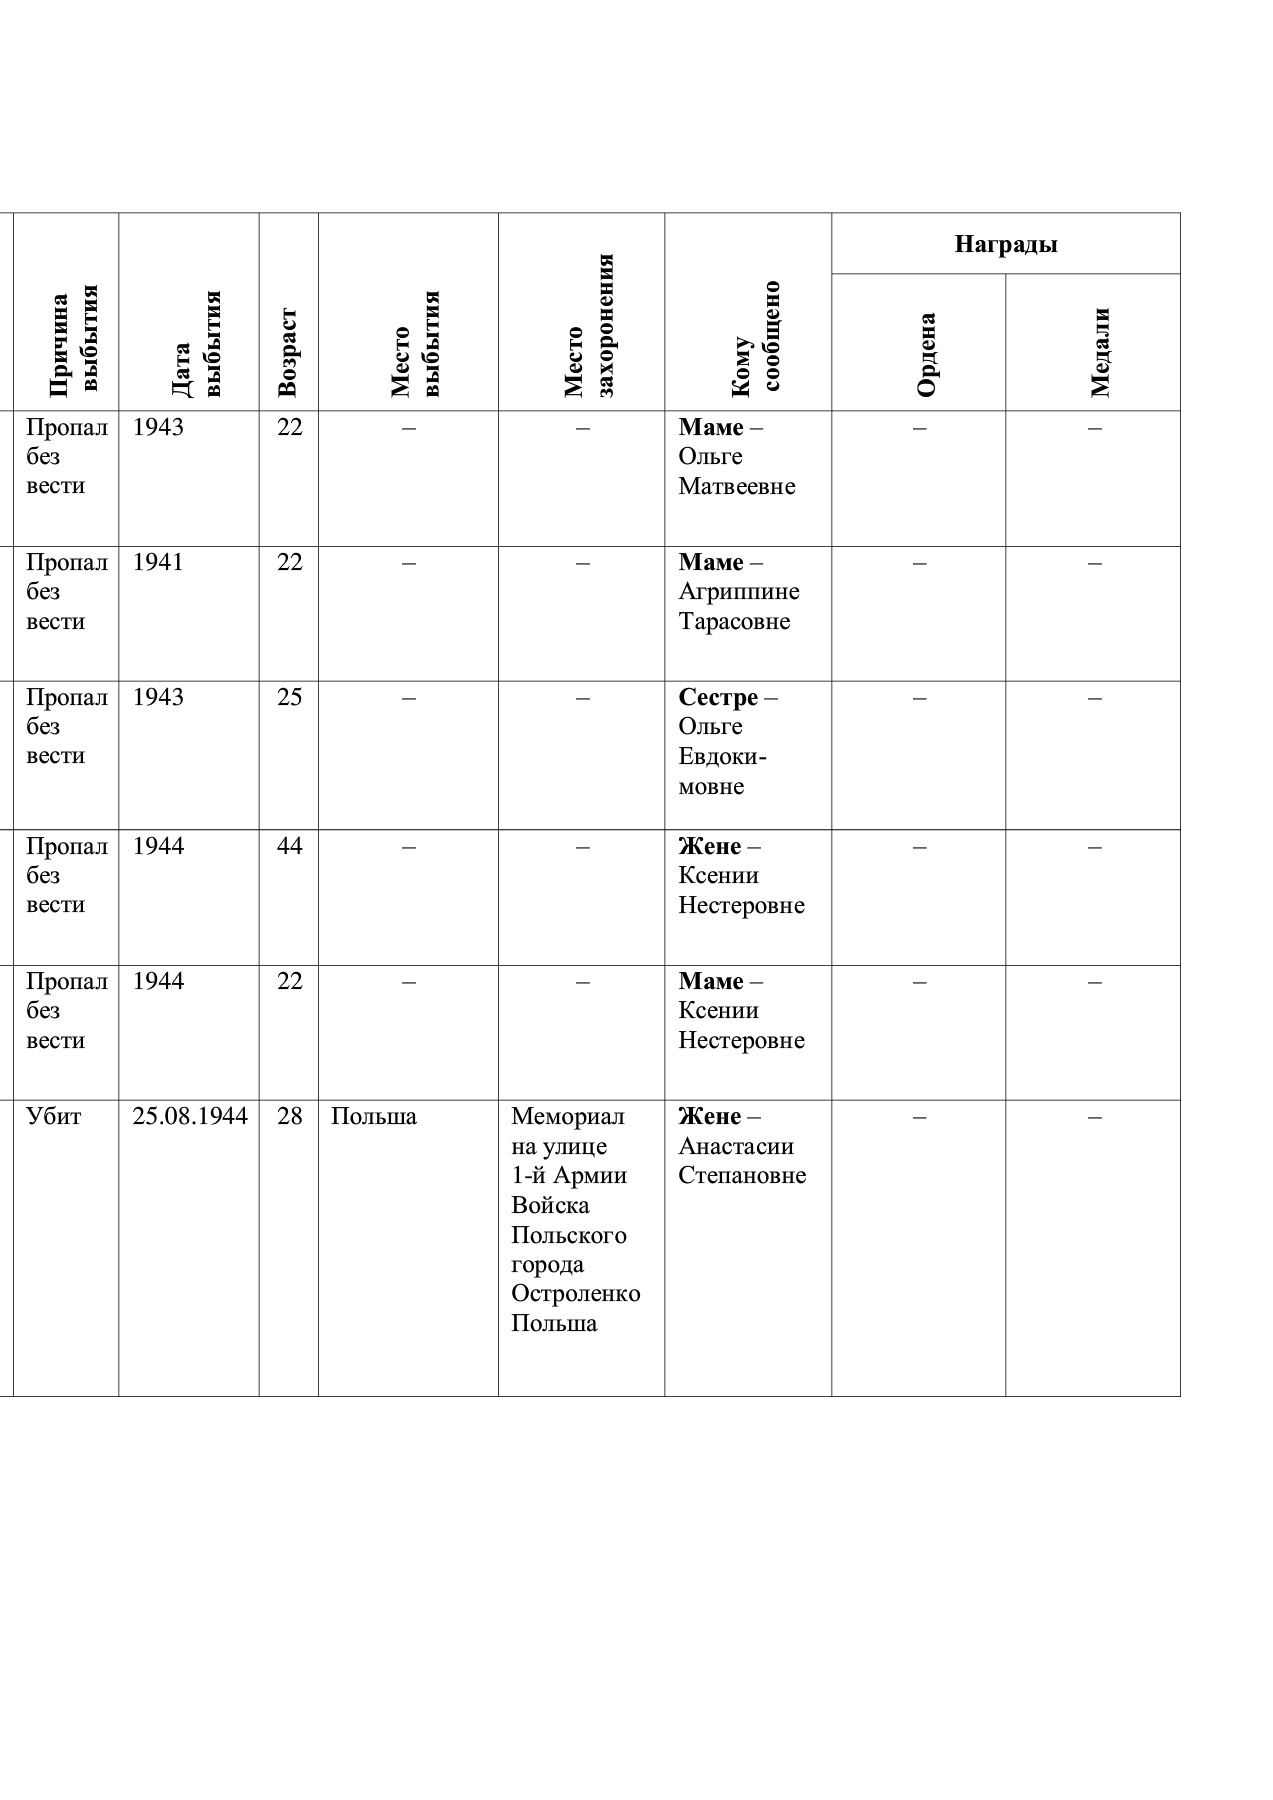 Причина
выбытия
Дата
выбытия
Возраст
Место
выбытия
Место
захоронения
Кому
сообщено
Награды
Ордена
Медали
Пропал
без
вести
1943
22
–
–
Маме –
Ольге
Матвеевне
–
–
Пропал
без
вести
1941
22
–
–
Маме –
Агриппине
Тарасовне
–
–
Пропал
без
вести
1943
25
–
–
Сестре –
Ольге
Евдоки-
мовне
–
–
Пропал
без
вести
1944
44
–
–
Жене –
Ксении
Нестеровне
–
–
Пропал
без
вести
1944
22
–
–
Маме –
Ксении
Нестеровне
–
–
Убит
25.08.1944
28
Польша
Мемориал
на улице
1-й Армии
Войска
Польского
города
Остроленко
Польша
Жене –
Анастасии
Степановне
–
–